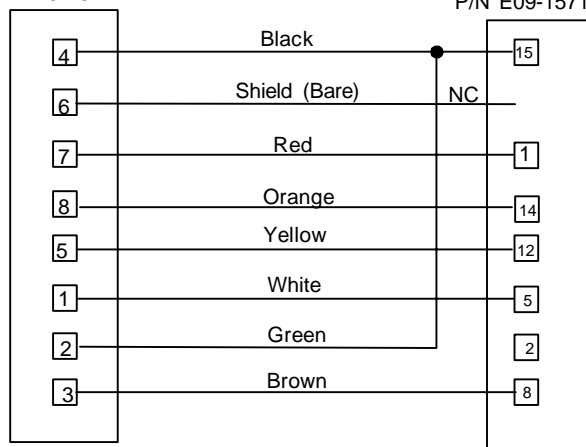 P/N E09-1571
4 Black 15
6 Shield (Bare) NC
7 Red 1
8 Orange 14
5 Yellow 12
1 White 5
2 Green 2
3 Brown 8